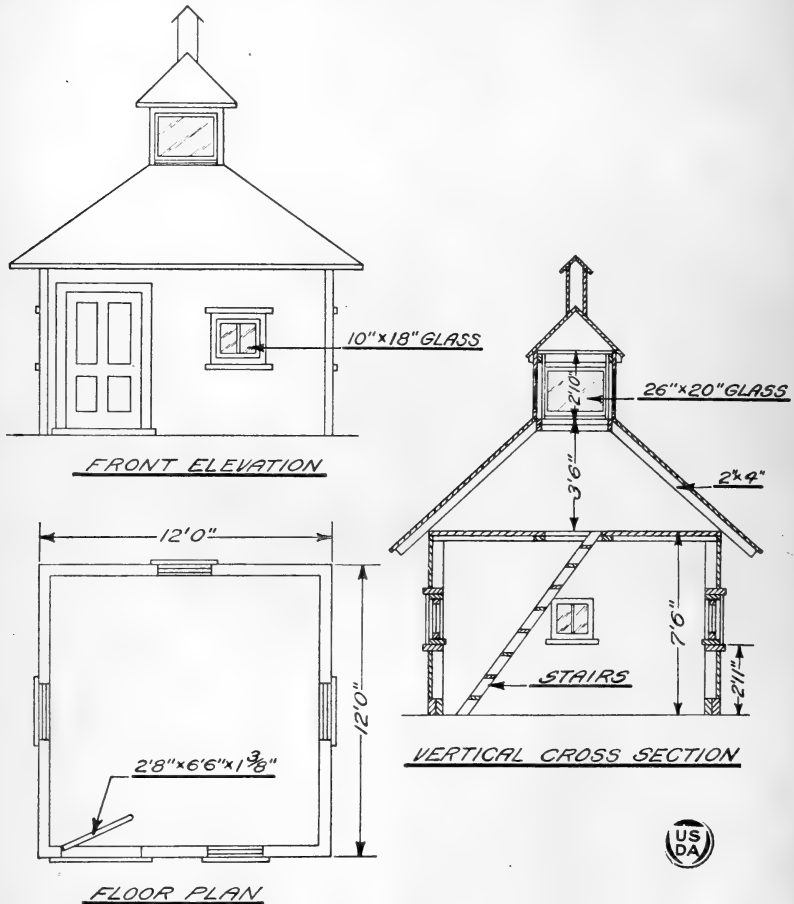 10"×18" GLASS
FRONT ELEVATION
2'10"
26"×20" GLASS
3'6"
2"×4"
7'6"
2'11"
STAIRS
VERTICAL CROSS SECTION
12'0"
12'0"
2'8"×6'6"×1 3/8"
FLOOR PLAN
US
DA